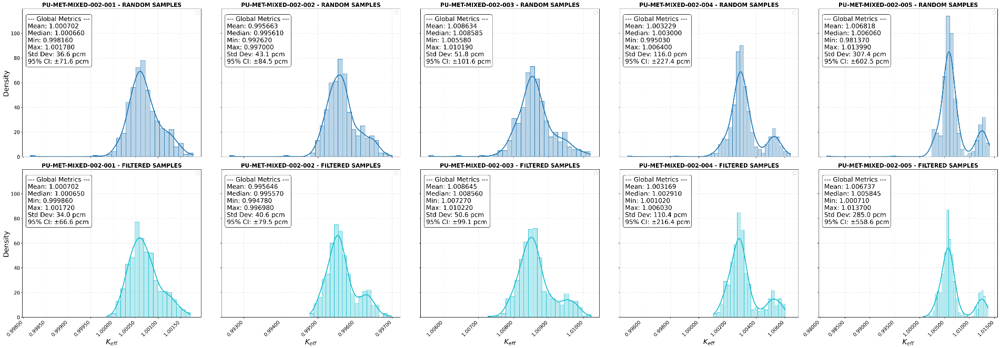 PU-MET-MIXED-002-001 - RANDOM SAMPLES
--- Global Metrics ---
Mean: 1.000702
Median: 1.000660
Min: 0.998160
Max: 1.001780
Std Dev: 36.6 pcm
95% CI: ±71.6 pcm
Density
100
80
60
40
20
0
PU-MET-MIXED-002-002 - RANDOM SAMPLES
--- Global Metrics ---
Mean: 0.995663
Median: 0.995610
Min: 0.992620
Max: 0.997000
Std Dev: 43.1 pcm
95% CI: ±84.5 pcm
PU-MET-MIXED-002-003 - RANDOM SAMPLES
--- Global Metrics ---
Mean: 1.008634
Median: 1.008585
Min: 1.005580
Max: 1.010190
Std Dev: 51.8 pcm
95% CI: ±101.6 pcm
PU-MET-MIXED-002-004 - RANDOM SAMPLES
--- Global Metrics ---
Mean: 1.003229
Median: 1.003000
Min: 0.995030
Max: 1.006400
Std Dev: 116.0 pcm
95% CI: ±227.4 pcm
PU-MET-MIXED-002-005 - RANDOM SAMPLES
--- Global Metrics ---
Mean: 1.006818
Median: 1.006060
Min: 0.981370
Max: 1.013990
Std Dev: 307.4 pcm
95% CI: ±602.5 pcm
PU-MET-MIXED-002-001 - FILTERED SAMPLES
--- Global Metrics ---
Mean: 1.000702
Median: 1.000650
Min: 0.999860
Max: 1.001720
Std Dev: 34.0 pcm
95% CI: ±66.6 pcm
Density
100
80
60
40
20
0
0.99800
0.99850
0.99900
0.99950
1.00000
1.00050
1.00100
1.00150
Keff
PU-MET-MIXED-002-002 - FILTERED SAMPLES
--- Global Metrics ---
Mean: 0.995646
Median: 0.995570
Min: 0.994780
Max: 0.996980
Std Dev: 40.6 pcm
95% CI: ±79.5 pcm
0.99300
0.99400
0.99500
0.99600
0.99700
Keff
PU-MET-MIXED-002-003 - FILTERED SAMPLES
--- Global Metrics ---
Mean: 1.008645
Median: 1.008560
Min: 1.007270
Max: 1.010220
Std Dev: 50.6 pcm
95% CI: ±99.1 pcm
1.00600
1.00700
1.00800
1.00900
1.01000
Keff
PU-MET-MIXED-002-004 - FILTERED SAMPLES
--- Global Metrics ---
Mean: 1.003169
Median: 1.002910
Min: 1.001020
Max: 1.006030
Std Dev: 110.4 pcm
95% CI: ±216.4 pcm
0.99600
0.99800
1.00000
1.00200
1.00400
1.00600
Keff
PU-MET-MIXED-002-005 - FILTERED SAMPLES
--- Global Metrics ---
Mean: 1.006737
Median: 1.005845
Min: 1.000710
Max: 1.013700
Std Dev: 285.0 pcm
95% CI: ±558.6 pcm
0.98000
0.98500
0.99000
0.99500
1.00000
1.00500
1.01000
1.01500
Keff